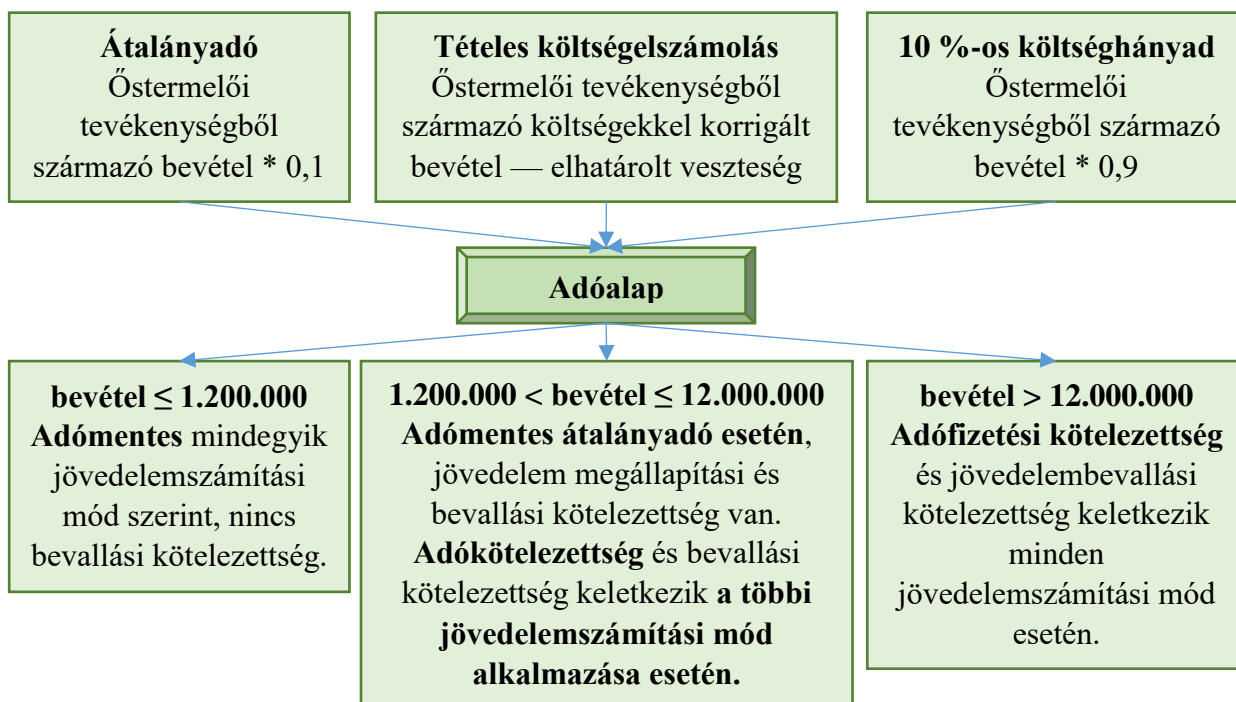 Átalányadó
Őstermelői
tevékenységből
származó bevétel * 0,1
Tételes költségelszámolás
Őstermelői tevékenységből
származó költségekkel korrigált
bevétel — elhatárolt veszteség
10 %-os költséghányad
Őstermelői
tevékenységből származó
bevétel * 0,9
Adóalap
bevétel ≤ 1.200.000
Adómentes mindegyik
jövedelemszámítási
mód szerint, nincs
bevallási kötelezettség.
1.200.000 < bevétel ≤ 12.000.000
Adómentes átalányadó esetén,
jövedelem megállapítási és
bevallási kötelezettség van.
Adókötelezettség és bevallási
kötelezettség keletkezik a többi
jövedelemszámítási mód
alkalmazása esetén.
bevétel > 12.000.000
Adófizetési kötelezettség
és jövedelembevallási
kötelezettség keletkezik
minden
jövedelemszámítási mód
esetén.